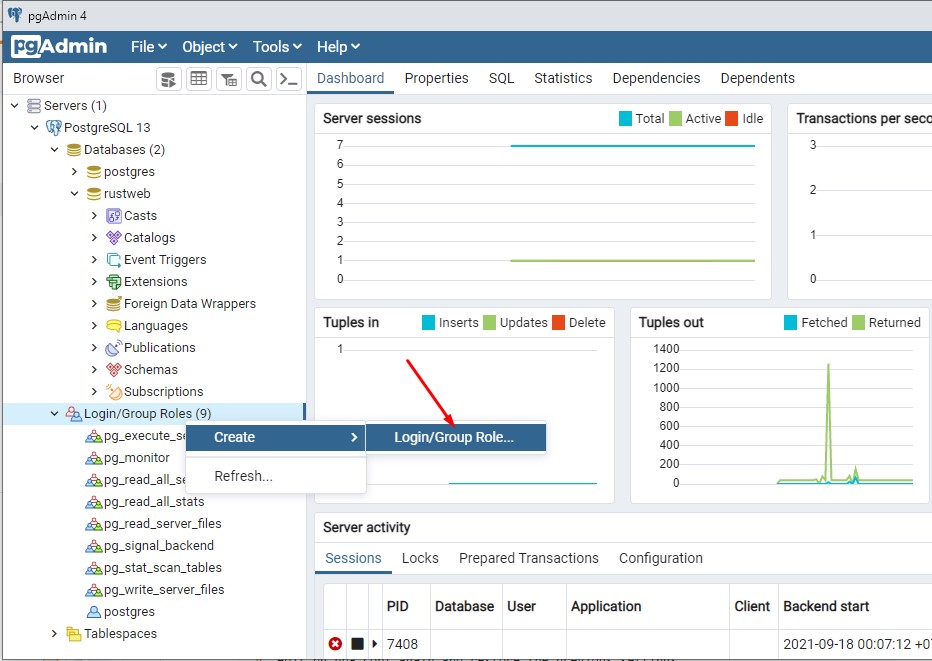 pgAdmin 4
pgAdmin File Object Tools Help
Browser
Dashboard Properties SQL Statistics Dependencies Dependents
Servers (1)
PostgreSQL 13
Databases (2)
postgres
rustweb
Casts
Catalogs
Event Triggers
Extensions
Foreign Data Wrappers
Languages
Publications
Schemas
Subscriptions
Login/Group Roles (9)
pg_execute_se
pg_monitor
pg_read_all_se
pg_read_all_stats
pg_read_server_files
pg_signal_backend
pg_stat_scan_tables
pg_write_server_files
postgres
Tablespaces
Create
Refresh...
Login/Group Role...
Server sessions Total Active Idle
7
6
5
4
3
2
1
0
Transactions per seco
3
2
1
0
Tuples in Inserts Updates Delete
1
Tuples out Fetched Returned
1400
1200
1000
800
600
400
200
0
Server activity
Sessions Locks Prepared Transactions Configuration
PID Database User Application Client Backend start
7408 2021-09-18 00:07:12 +07